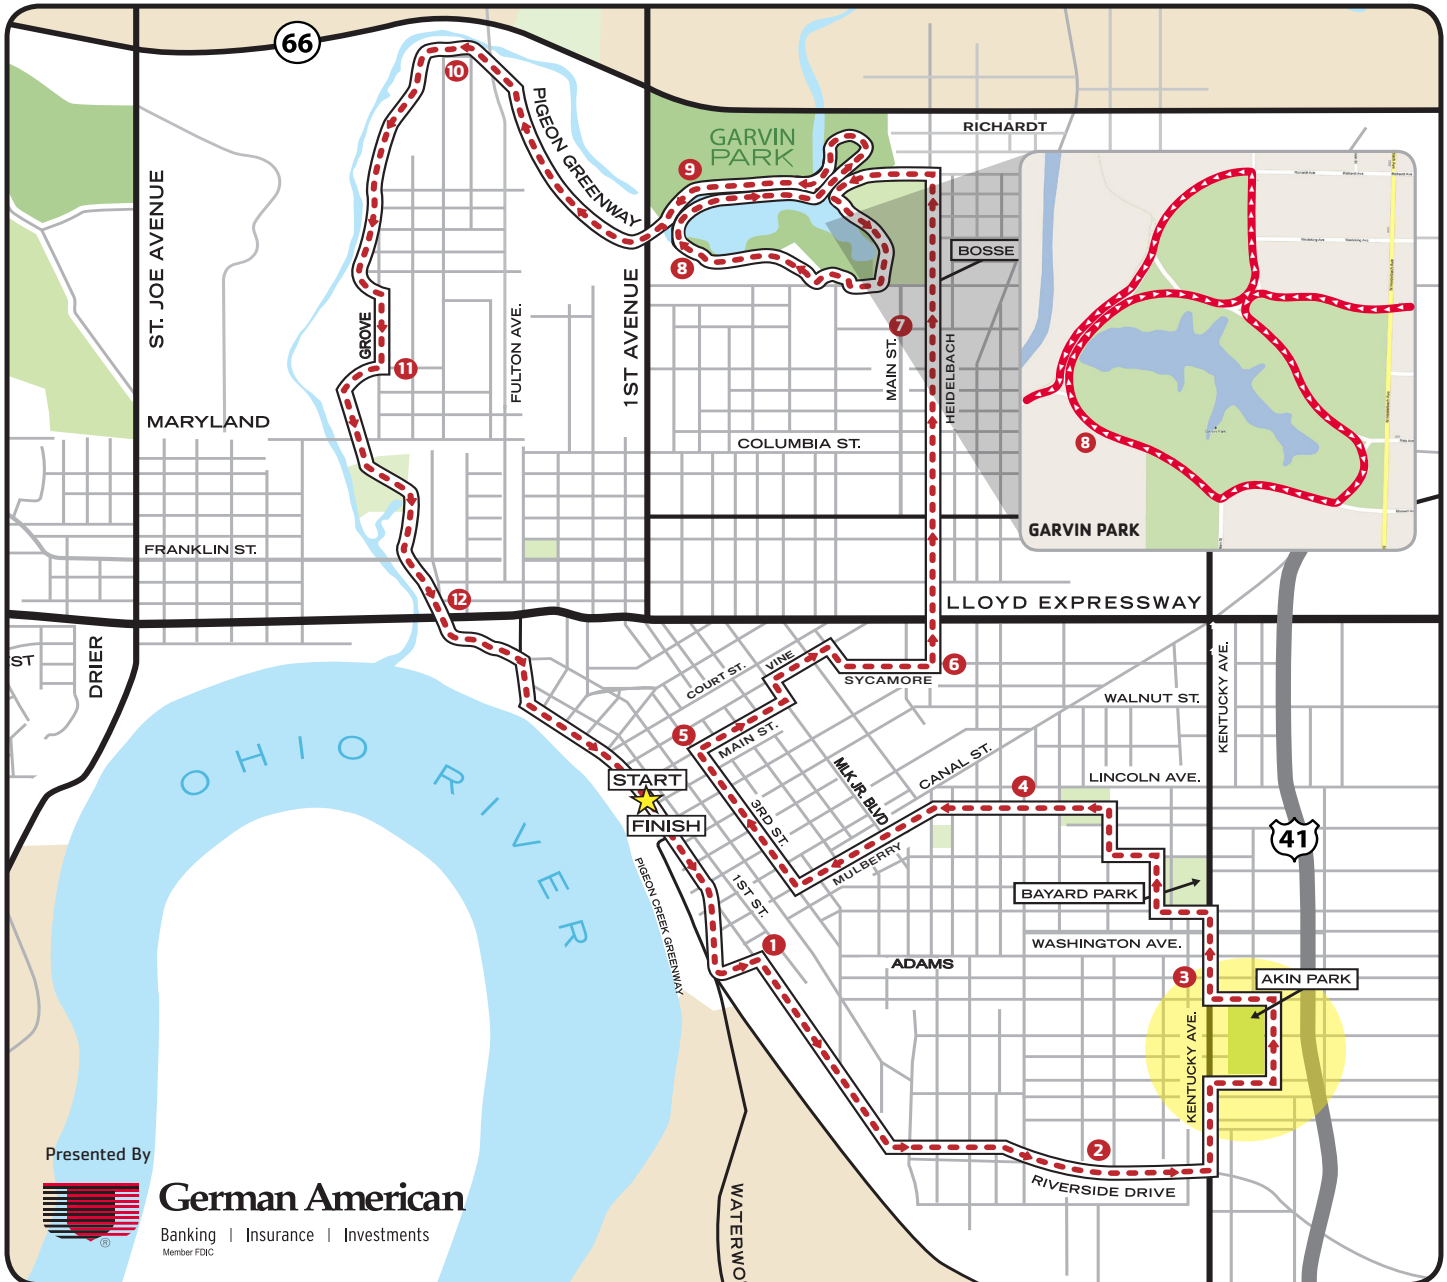 66
10
PIGEON GREENWAY
GARVIN
PARK
RICHARDT
9
8
BOSSE
ST. JOE AVENUE
1ST AVENUE
FULTON AVE.
GROVE
11
7
MAIN ST.
HEIDELBACH
8
GARVIN PARK
MARYLAND
COLUMBIA ST.
FRANKLIN ST.
12
LLOYD EXPRESSWAY
ST
DRIER
COURT ST.
VINE
SYCAMORE
6
KENTUCKY AVE.
WALNUT ST.
5
MAIN ST.
MLK JR. BLVD
CANAL ST.
LINCOLN AVE.
4
OHIO RIVER
START
FINISH
3RD ST.
MULBERRY
41
PIGEON CREEK GREENWAY
1ST ST.
BAYARD PARK
WASHINGTON AVE.
1
ADAMS
3
AKIN PARK
KENTUCKY AVE.
2
RIVERSIDE DRIVE
WATERWO
Presented By
German American
®
Banking | Insurance | Investments
Member FDIC